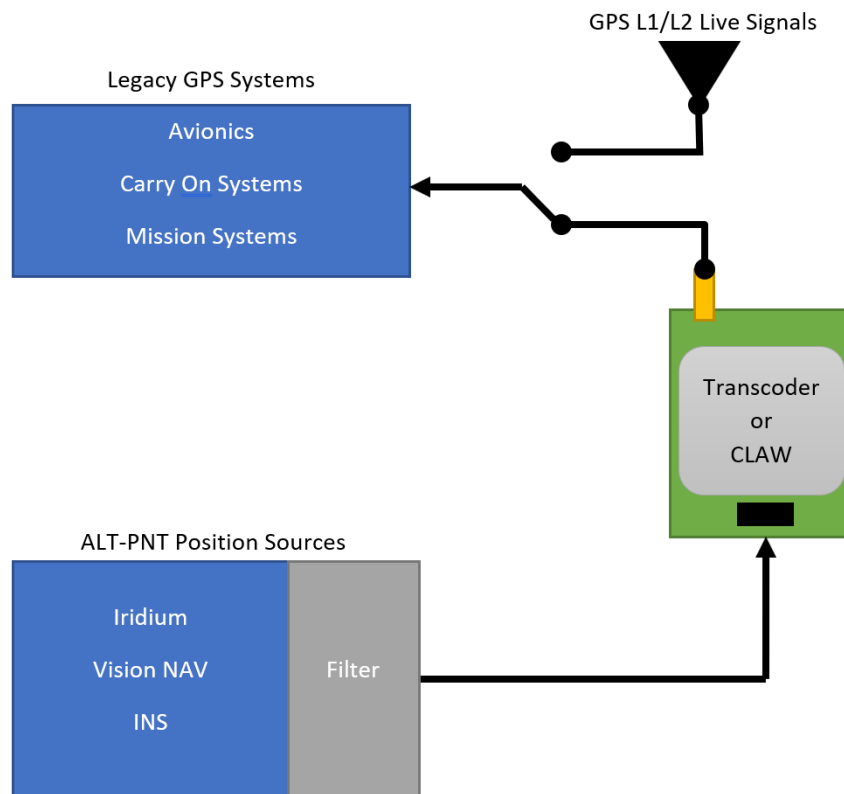 GPS L1/L2 Live Signals
Legacy GPS Systems
Avionics
Carry On Systems
Mission Systems
Transcoder
or
CLAW
ALT-PNT Position Sources
Iridium
Vision NAV
INS
Filter